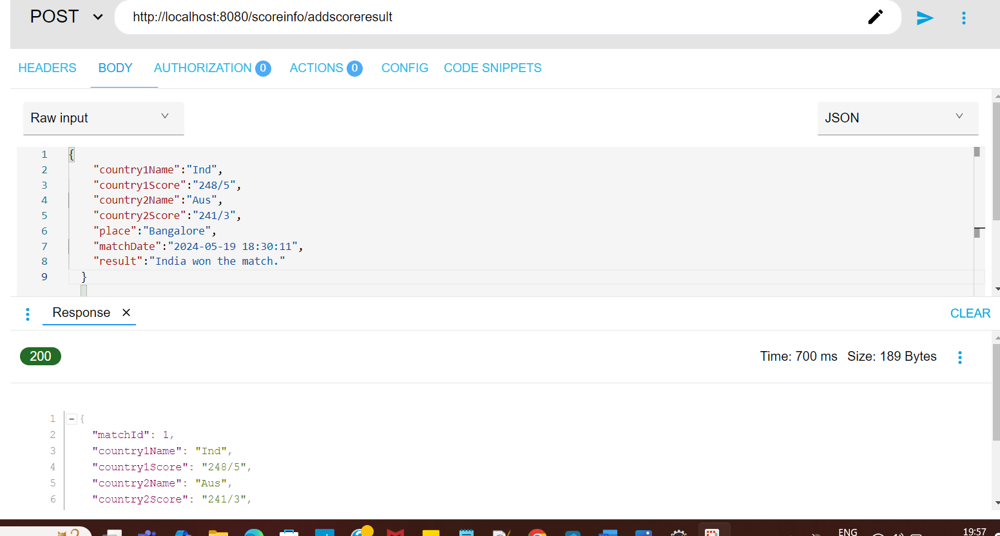 POST http://localhost:8080/scoreinfo/addscoreresult
HEADERS BODY AUTHORIZATION 0 ACTIONS 0 CONFIG CODE SNIPPETS
Raw input JSON
1 {
2 "country1Name":"Ind",
3 "country1Score":"248/5",
4 "country2Name":"Aus",
5 "country2Score":"241/3",
6 "place":"Bangalore",
7 "matchDate":"2024-05-19 18:30:11",
8 "result":"India won the match."
9 }
Response × CLEAR
200 Time: 700 ms Size: 189 Bytes
1 {
2 "matchId": 1,
3 "country1Name": "Ind",
4 "country1Score": "248/5",
5 "country2Name": "Aus",
6 "country2Score": "241/3",
ENG 19:57